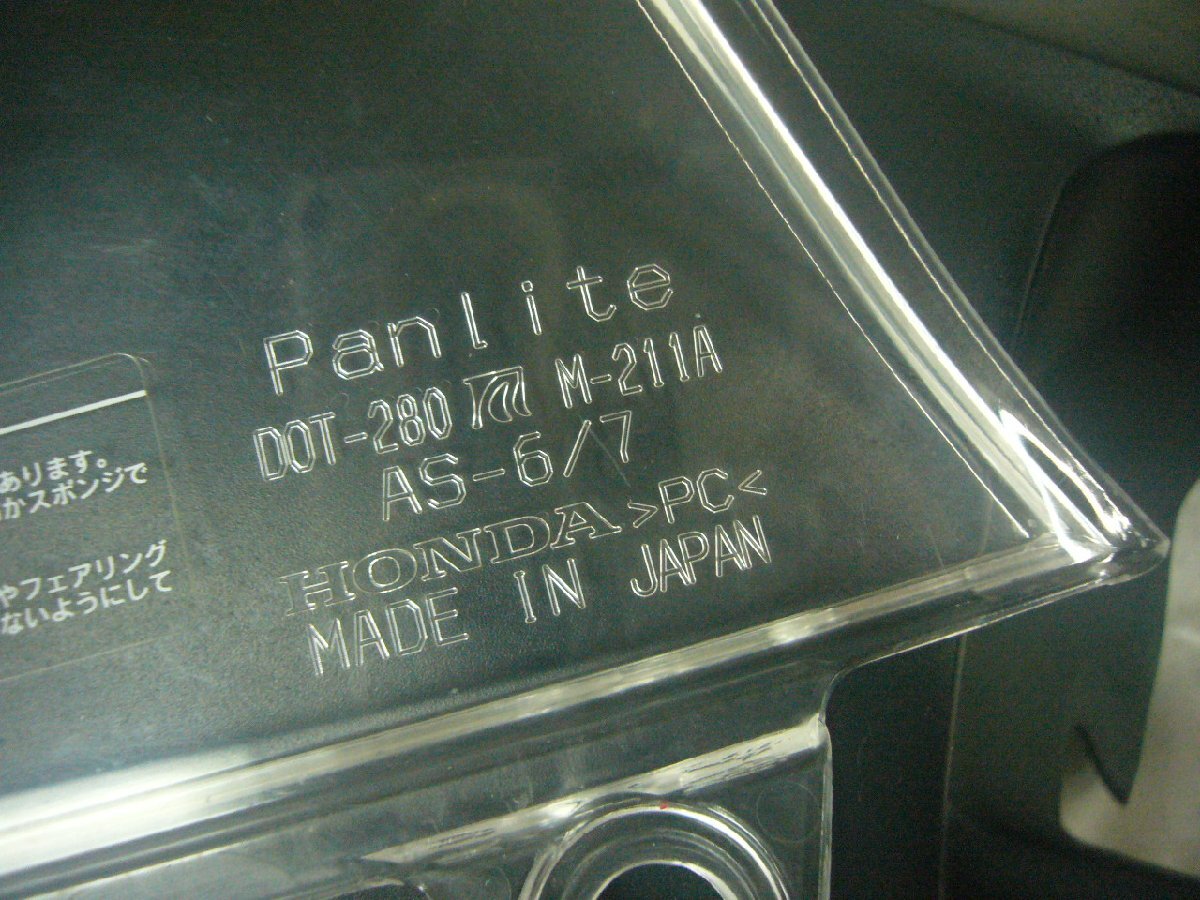 Panlite
DOT-280 M-211A
AS-6/7
HONDA >PC<
MADE IN JAPAN
あります。
かスポンジで
やフェアリング
ないようにして